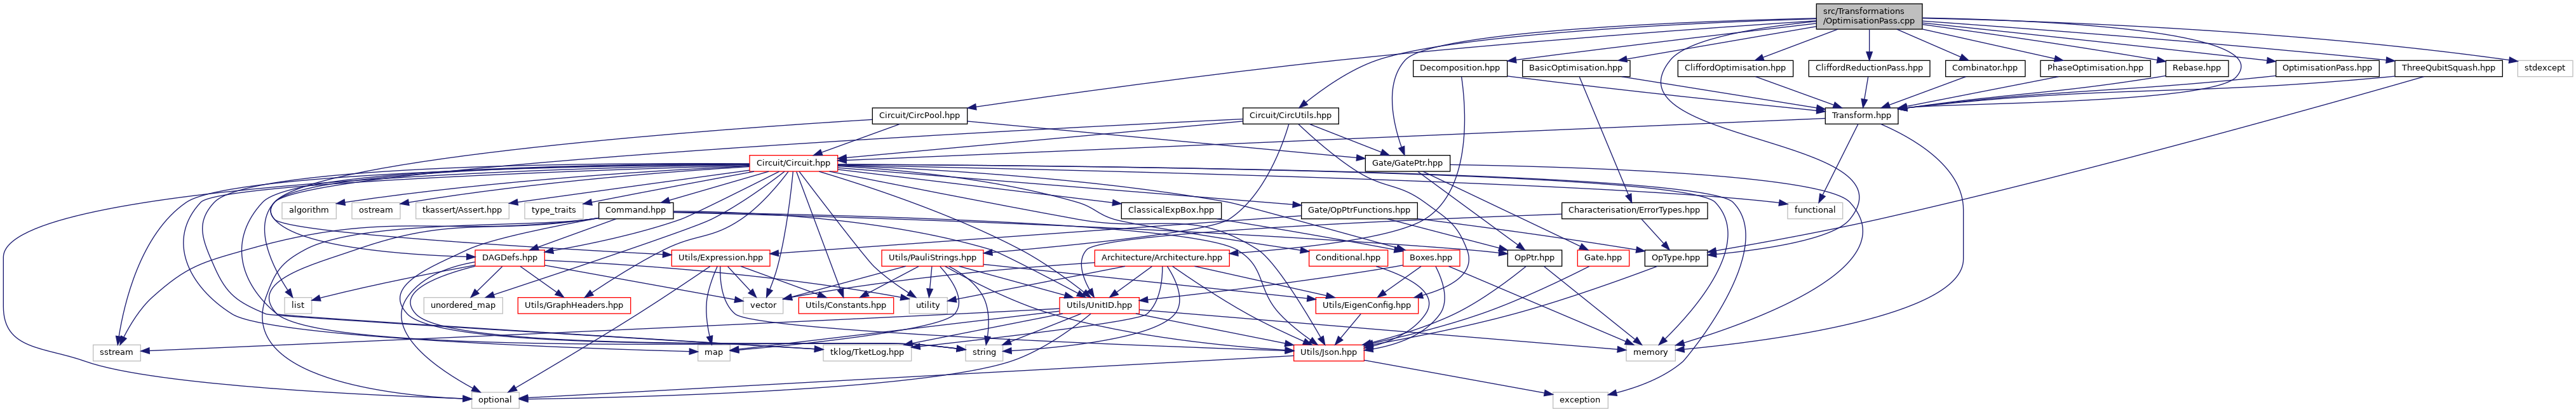 src/Transformations
/OptimisationPass.cpp
Decomposition.hpp
BasicOptimisation.hpp
CliffordOptimisation.hpp
CliffordReductionPass.hpp
Combinator.hpp
PhaseOptimisation.hpp
Rebase.hpp
OptimisationPass.hpp
ThreeQubitSquash.hpp
stdexcept
Circuit/CircPool.hpp
Circuit/CircUtils.hpp
Transform.hpp
Circuit/Circuit.hpp
Gate/GatePtr.hpp
algorithm
ostream
tkassert/Assert.hpp
type_traits
Command.hpp
ClassicalExpBox.hpp
Gate/OpPtrFunctions.hpp
Characterisation/ErrorTypes.hpp
functional
DAGDefs.hpp
Utils/Expression.hpp
Utils/PauliStrings.hpp
Architecture/Architecture.hpp
Conditional.hpp
Boxes.hpp
OpPtr.hpp
Gate.hpp
OpType.hpp
list
unordered_map
Utils/GraphHeaders.hpp
vector
Utils/Constants.hpp
utility
Utils/UnitID.hpp
Utils/EigenConfig.hpp
sstream
map
tklog/TketLog.hpp
string
Utils/Json.hpp
memory
optional
exception